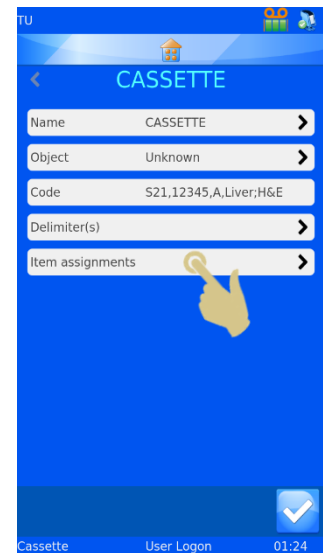 TU
CASSETTE
Name CASSETTE
Object Unknown
Code S21,12345,A,Liver;H&E
Delimiter(s)
Item assignments
Cassette User Logon 01:24